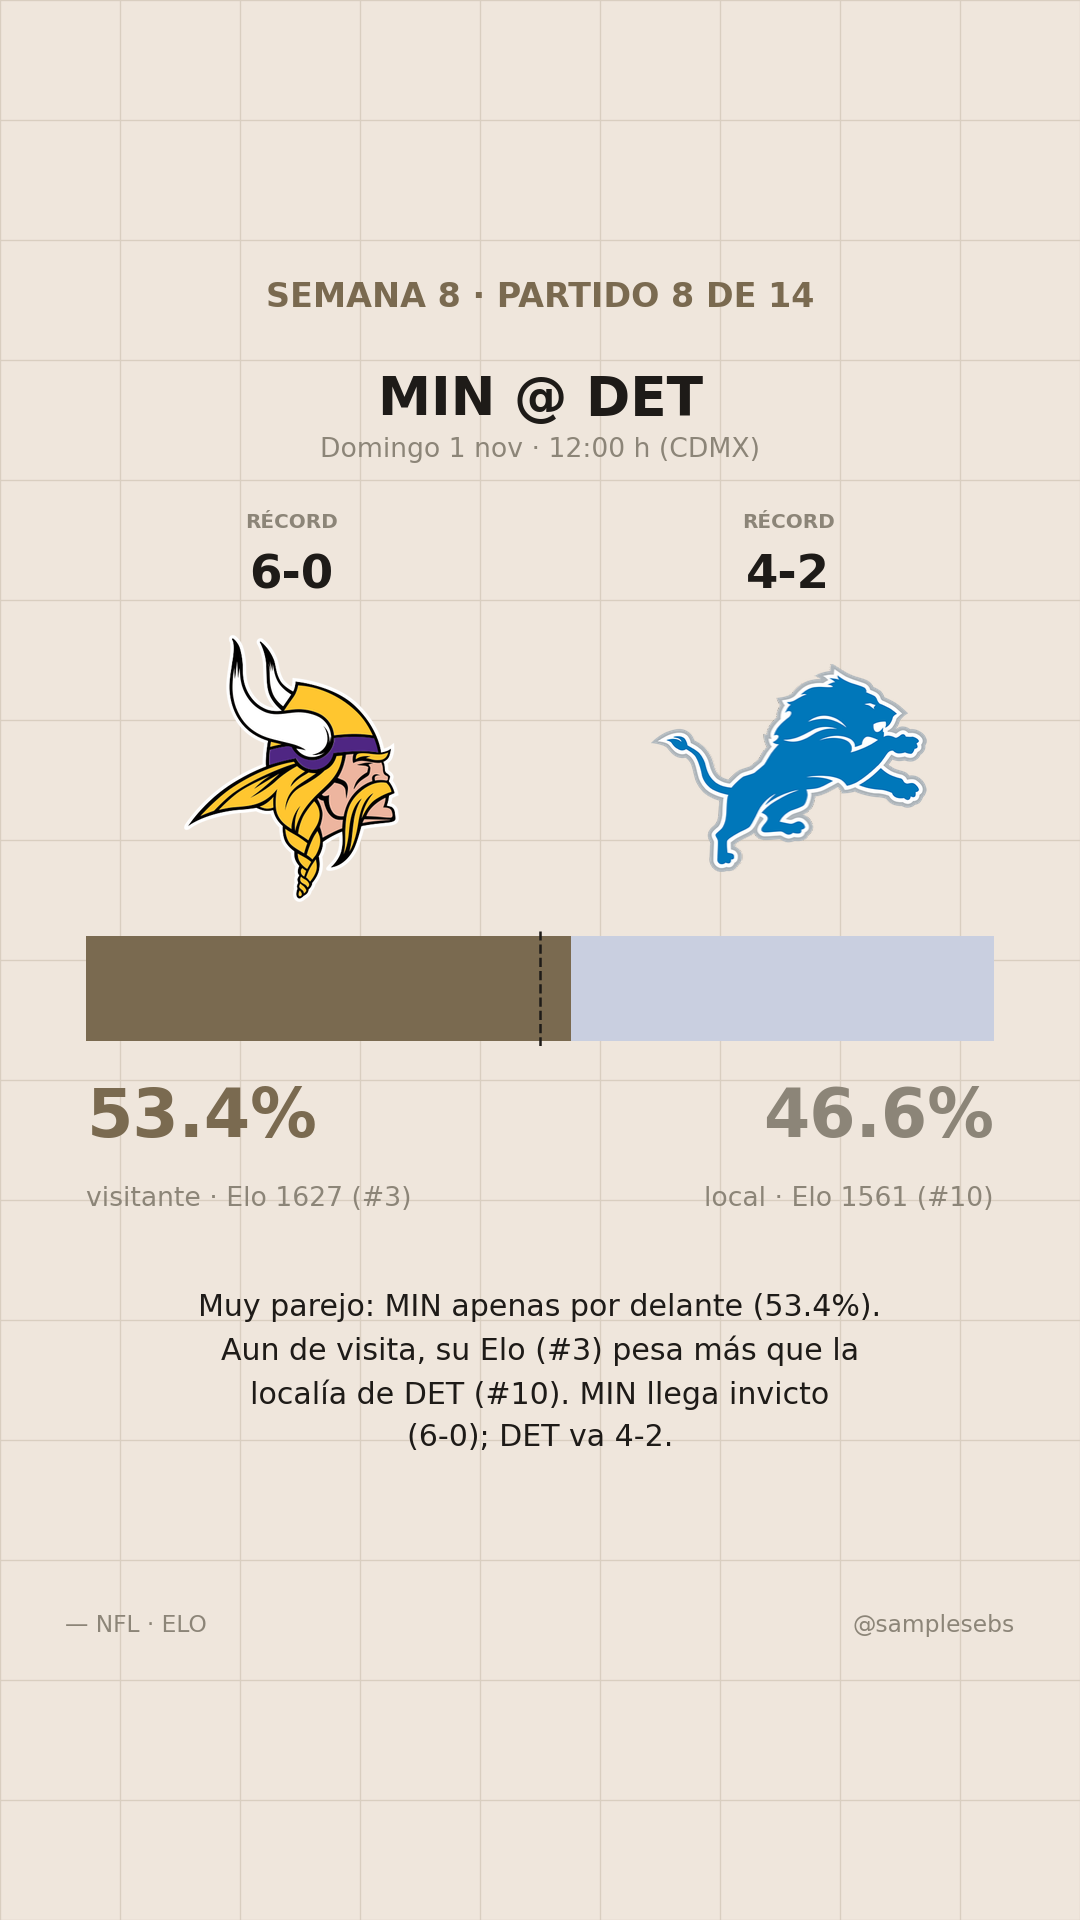 SEMANA 8 · PARTIDO 8 DE 14
MIN @ DET
Domingo 1 nov · 12:00 h (CDMX)
RÉCORD
6-0
RÉCORD
4-2
53.4%
46.6%
visitante · Elo 1627 (#3)
local · Elo 1561 (#10)
Muy parejo: MIN apenas por delante (53.4%).
Aun de visita, su Elo (#3) pesa más que la
localía de DET (#10). MIN llega invicto
(6-0); DET va 4-2.
— NFL · ELO
@samplesebs